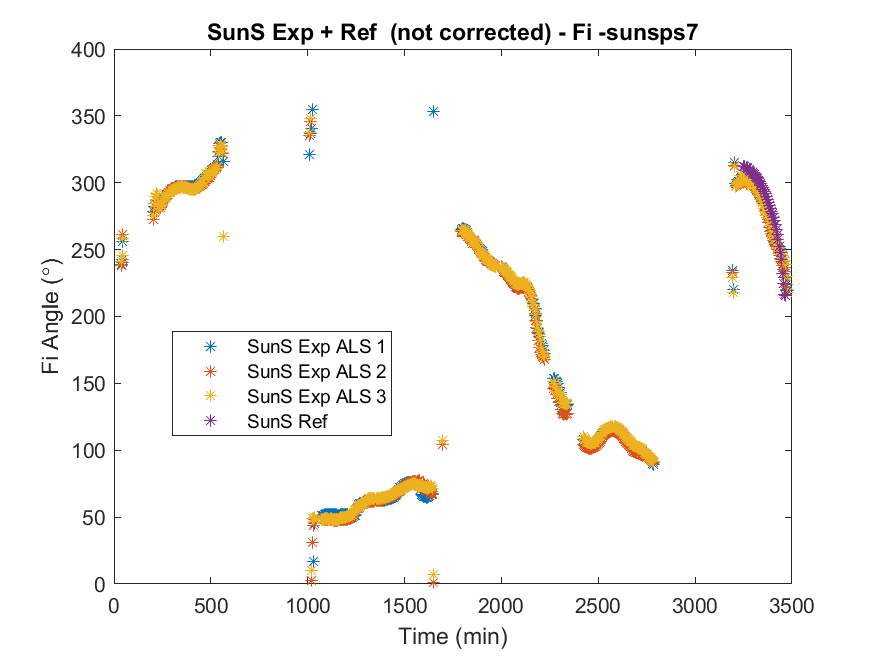 SunS Exp + Ref (not corrected) - Fi -sunsps7
400
350
300
250
200
150
100
50
0
Fi Angle (°)
SunS Exp ALS 1
SunS Exp ALS 2
SunS Exp ALS 3
SunS Ref
0 500 1000 1500 2000 2500 3000 3500
Time (min)